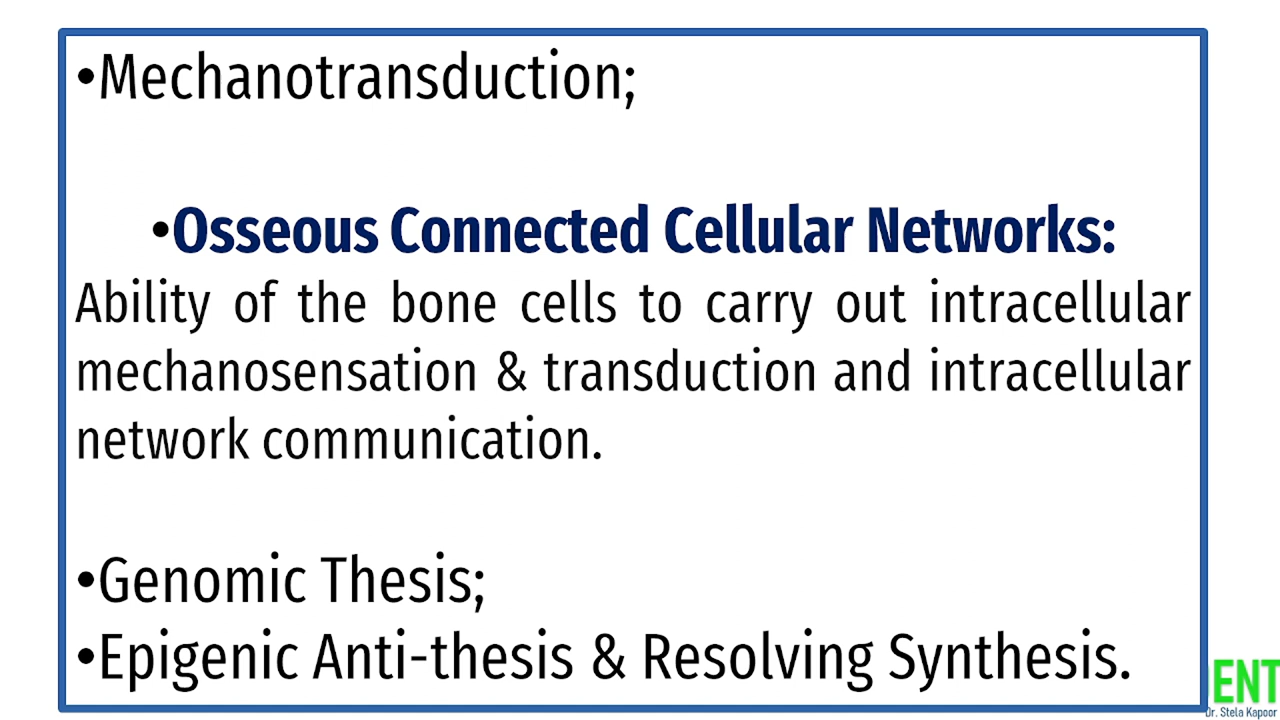 •Mechanotransduction;
•Osseous Connected Cellular Networks:
Ability of the bone cells to carry out intracellular
mechanosensation & transduction and intracellular
network communication.
•Genomic Thesis;
•Epigenic Anti-thesis & Resolving Synthesis.
ENT
Dr. Stela Kapoor